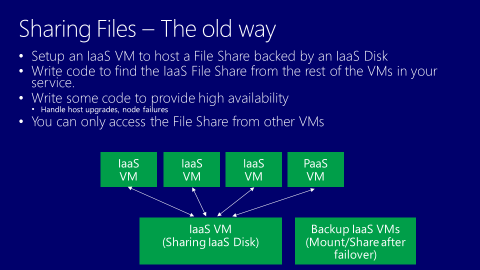 Sharing Files – The old way
• Setup an IaaS VM to host a File Share backed by an IaaS Disk
• Write code to find the IaaS File Share from the rest of the VMs in your
service.
• Write some code to provide high availability
• Handle host upgrades, node failures
• You can only access the File Share from other VMs
IaaS
VM
IaaS
VM
IaaS
VM
PaaS
VM
IaaS VM
(Sharing IaaS Disk)
Backup IaaS VMs
(Mount/Share after
failover)